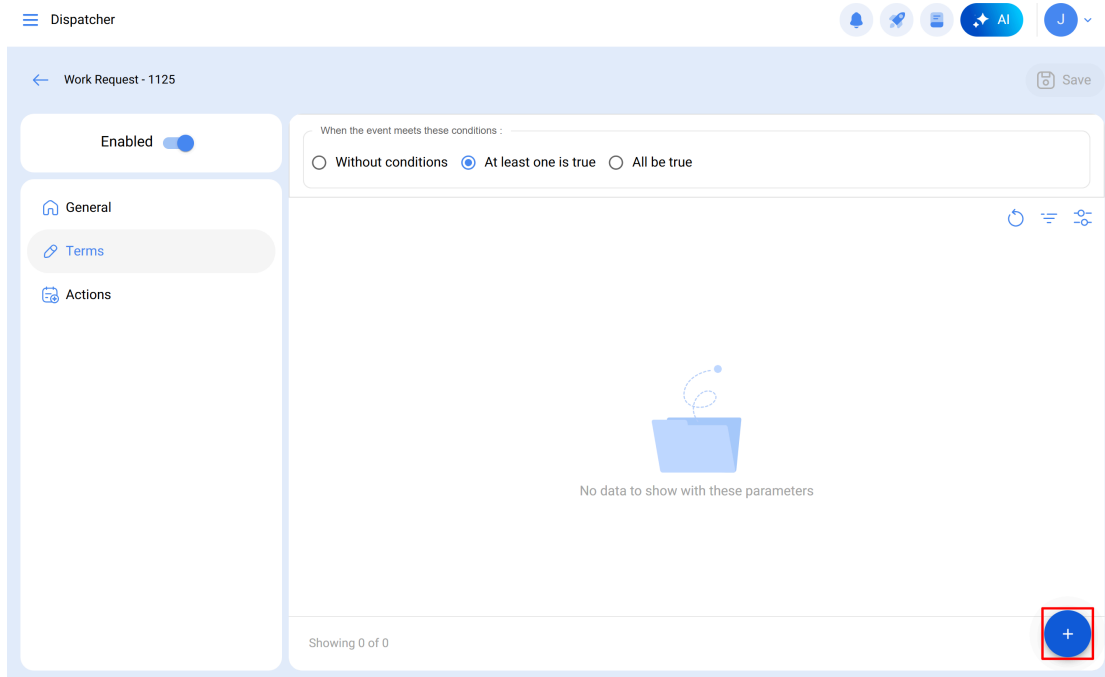 Dispatcher
AI
J
Work Request - 1125
Save
Enabled
When the event meets these conditions :
Without conditions
At least one is true
All be true
General
Terms
Actions
No data to show with these parameters
Showing 0 of 0
+